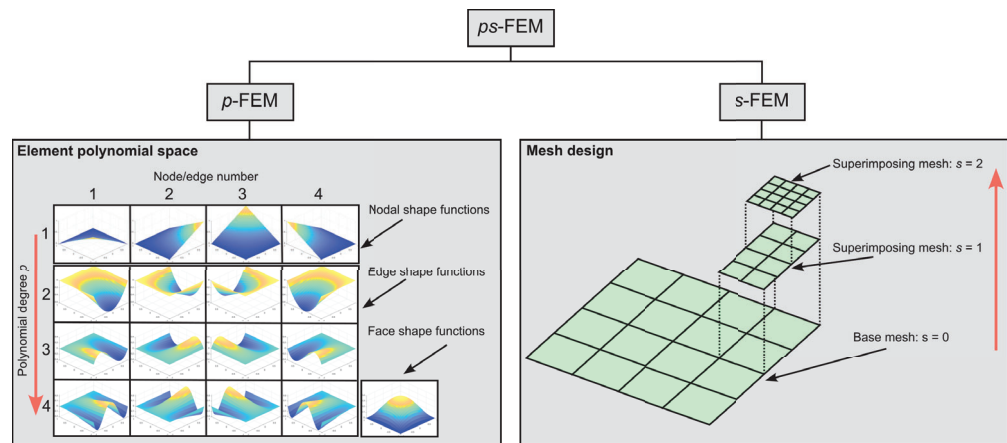 ps-FEM
p-FEM
s-FEM
Element polynomial space
Node/edge number
1 2 3 4
Polynomial degree p
1
2
3
4
Nodal shape functions
Edge shape functions
Face shape functions
Mesh design
Superimposing mesh: s = 2
Superimposing mesh: s = 1
Base mesh: s = 0